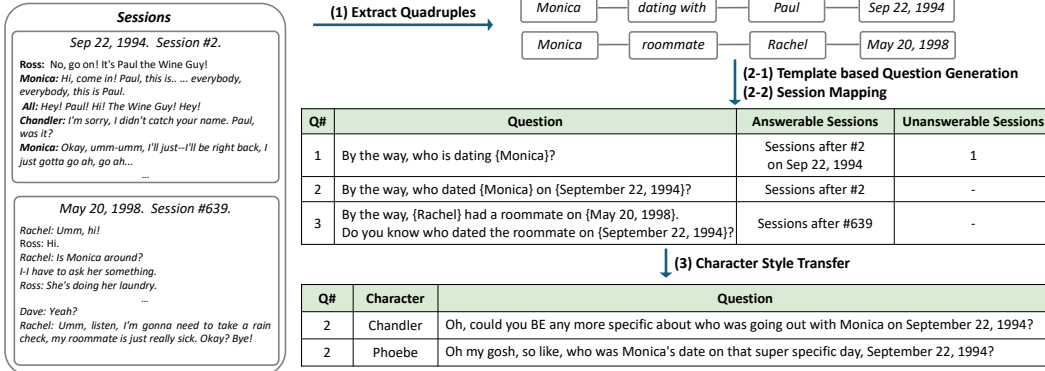 Sessions
Sep 22, 1994. Session #2.
Ross: No, go on! It's Paul the Wine Guy!
Monica: Hi, come in! Paul, this is.. ... everybody,
everybody, this is Paul.
All: Hey! Paul! Hi! The Wine Guy! Hey!
Chandler: I'm sorry, I didn't catch your name. Paul,
was it?
Monica: Okay, umm-umm, I'll just--I'll be right back, I
just gotta go ah, go ah...
...
May 20, 1998. Session #639.
Rachel: Umm, hi!
Ross: Hi.
Rachel: Is Monica around?
I-I have to ask her something.
Ross: She's doing her laundry.
...
Dave: Yeah?
Rachel: Umm, listen, I'm gonna need to take a rain
check, my roommate is just really sick. Okay? Bye!
(1) Extract Quadruples
Monica dating with Paul Sep 22, 1994
Monica roommate Rachel May 20, 1998
(2-1) Template based Question Generation
(2-2) Session Mapping
Q# Question Answerable Sessions Unanswerable Sessions
1 By the way, who is dating {Monica}? Sessions after #2 on Sep 22, 1994 1
2 By the way, who dated {Monica} on {September 22, 1994}? Sessions after #2 -
3 By the way, {Rachel} had a roommate on {May 20, 1998}.
Do you know who dated the roommate on {September 22, 1994}? Sessions after #639 -
(3) Character Style Transfer
Q# Character Question
2 Chandler Oh, could you BE any more specific about who was going out with Monica on September 22, 1994?
2 Phoebe Oh my gosh, so like, who was Monica's date on that super specific day, September 22, 1994?